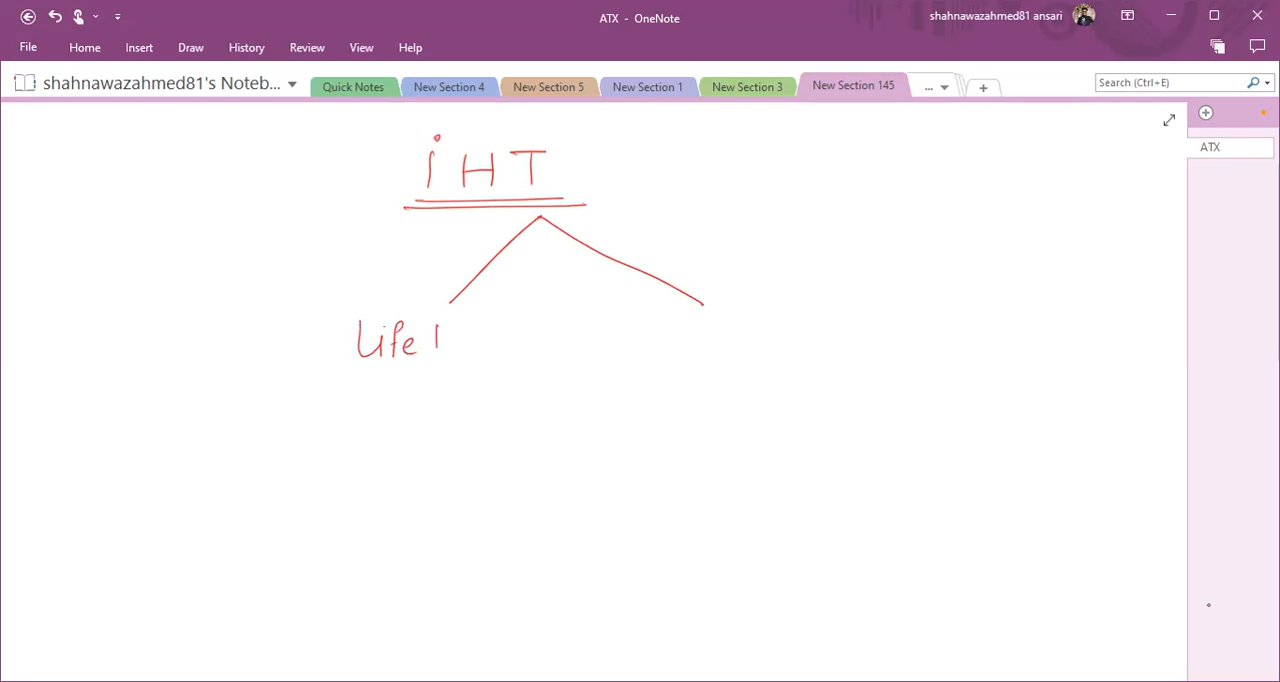 ATX - OneNote
shahnawazahmed81 ansari
File Home Insert Draw History Review View Help
shahnawazahmed81's Noteb...
Quick Notes New Section 4 New Section 5 New Section 1 New Section 3 New Section 145 ...
Search (Ctrl+E)
ATX
iHT
Life